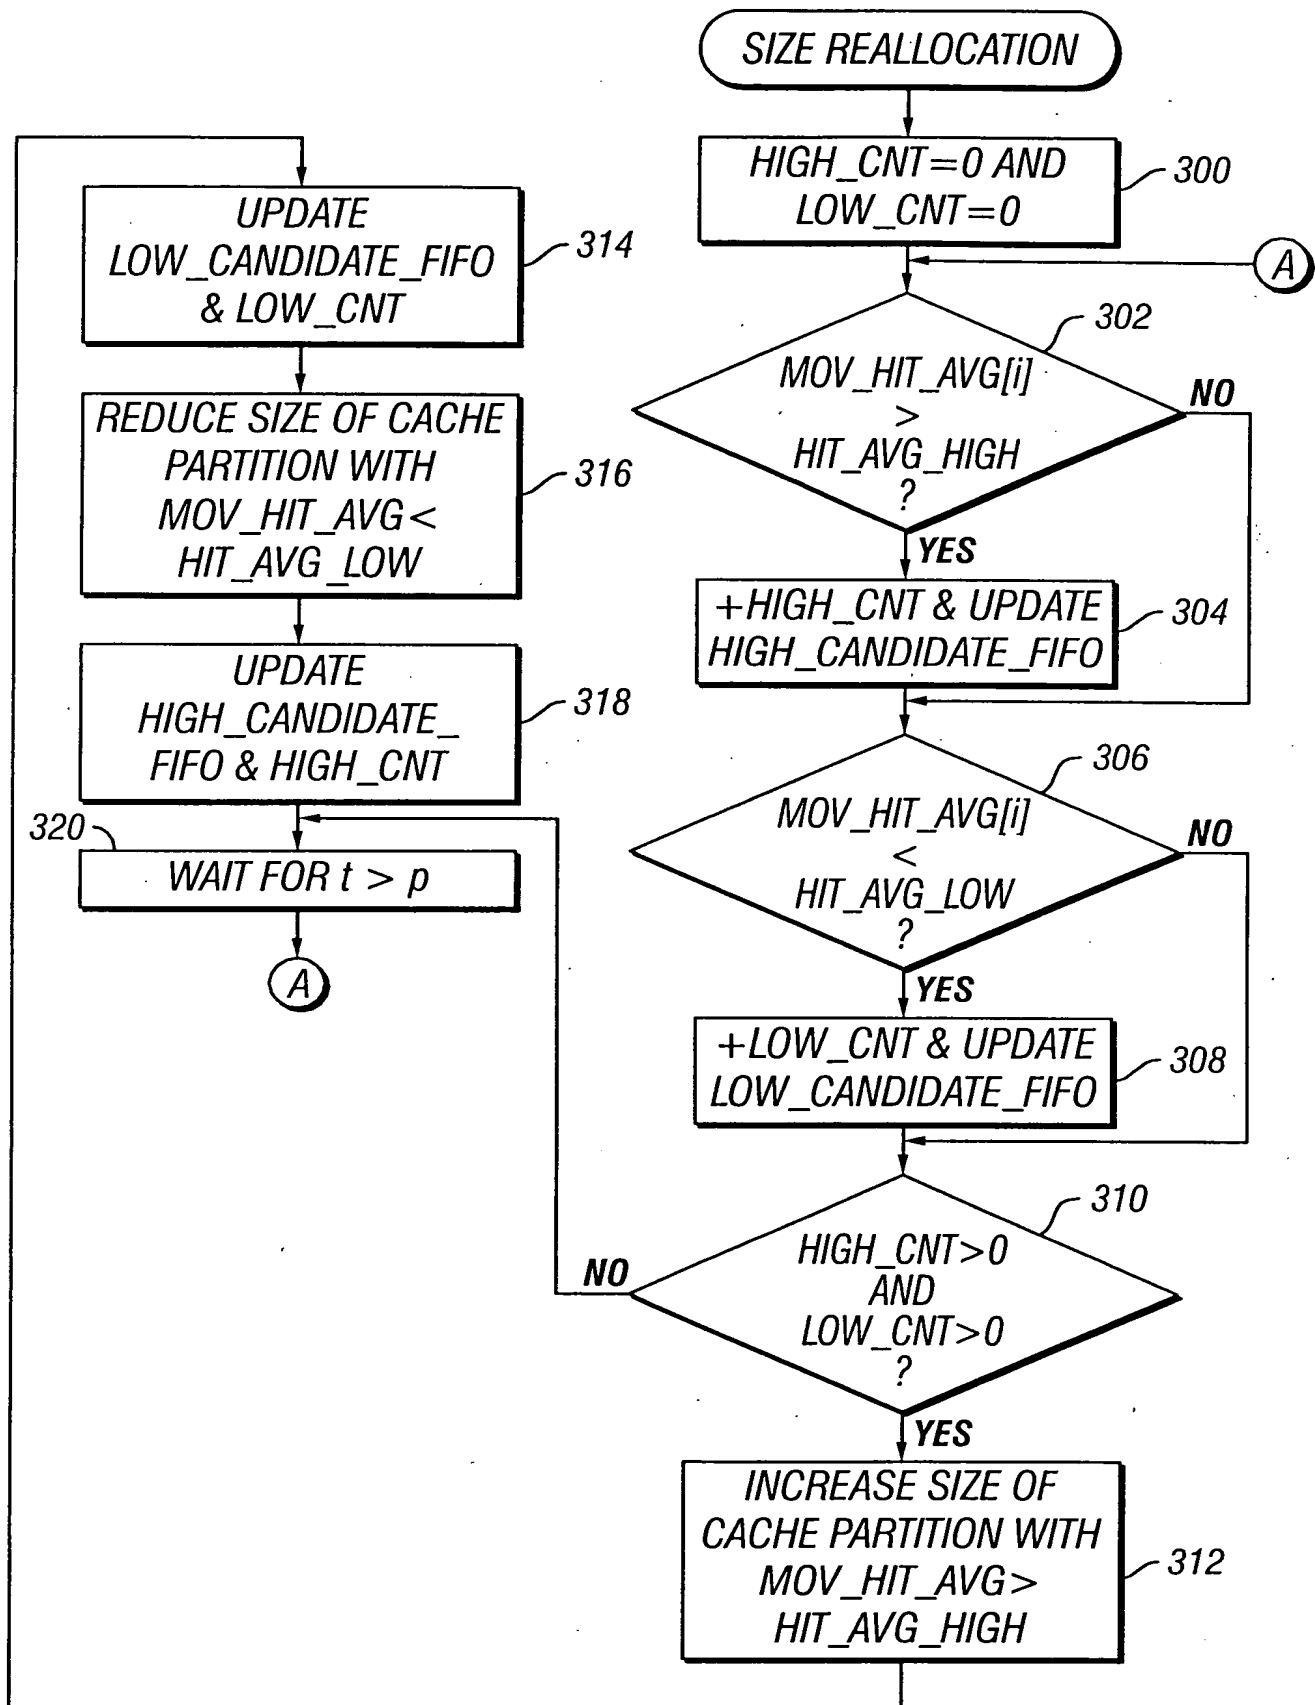 SIZE REALLOCATION
HIGH_CNT=0 AND
LOW_CNT=0
300
A
302
MOV_HIT_AVG[i]
>
HIT_AVG_HIGH
?
NO
YES
+HIGH_CNT & UPDATE
HIGH_CANDIDATE_FIFO
304
306
MOV_HIT_AVG[i]
<
HIT_AVG_LOW
?
NO
YES
+LOW_CNT & UPDATE
LOW_CANDIDATE_FIFO
308
310
HIGH_CNT>0
AND
LOW_CNT>0
?
NO
YES
INCREASE SIZE OF
CACHE PARTITION WITH
MOV_HIT_AVG>
HIT_AVG_HIGH
312
UPDATE
LOW_CANDIDATE_FIFO
& LOW_CNT
314
REDUCE SIZE OF CACHE
PARTITION WITH
MOV_HIT_AVG<
HIT_AVG_LOW
316
UPDATE
HIGH_CANDIDATE_
FIFO & HIGH_CNT
318
320
WAIT FOR t > p
A